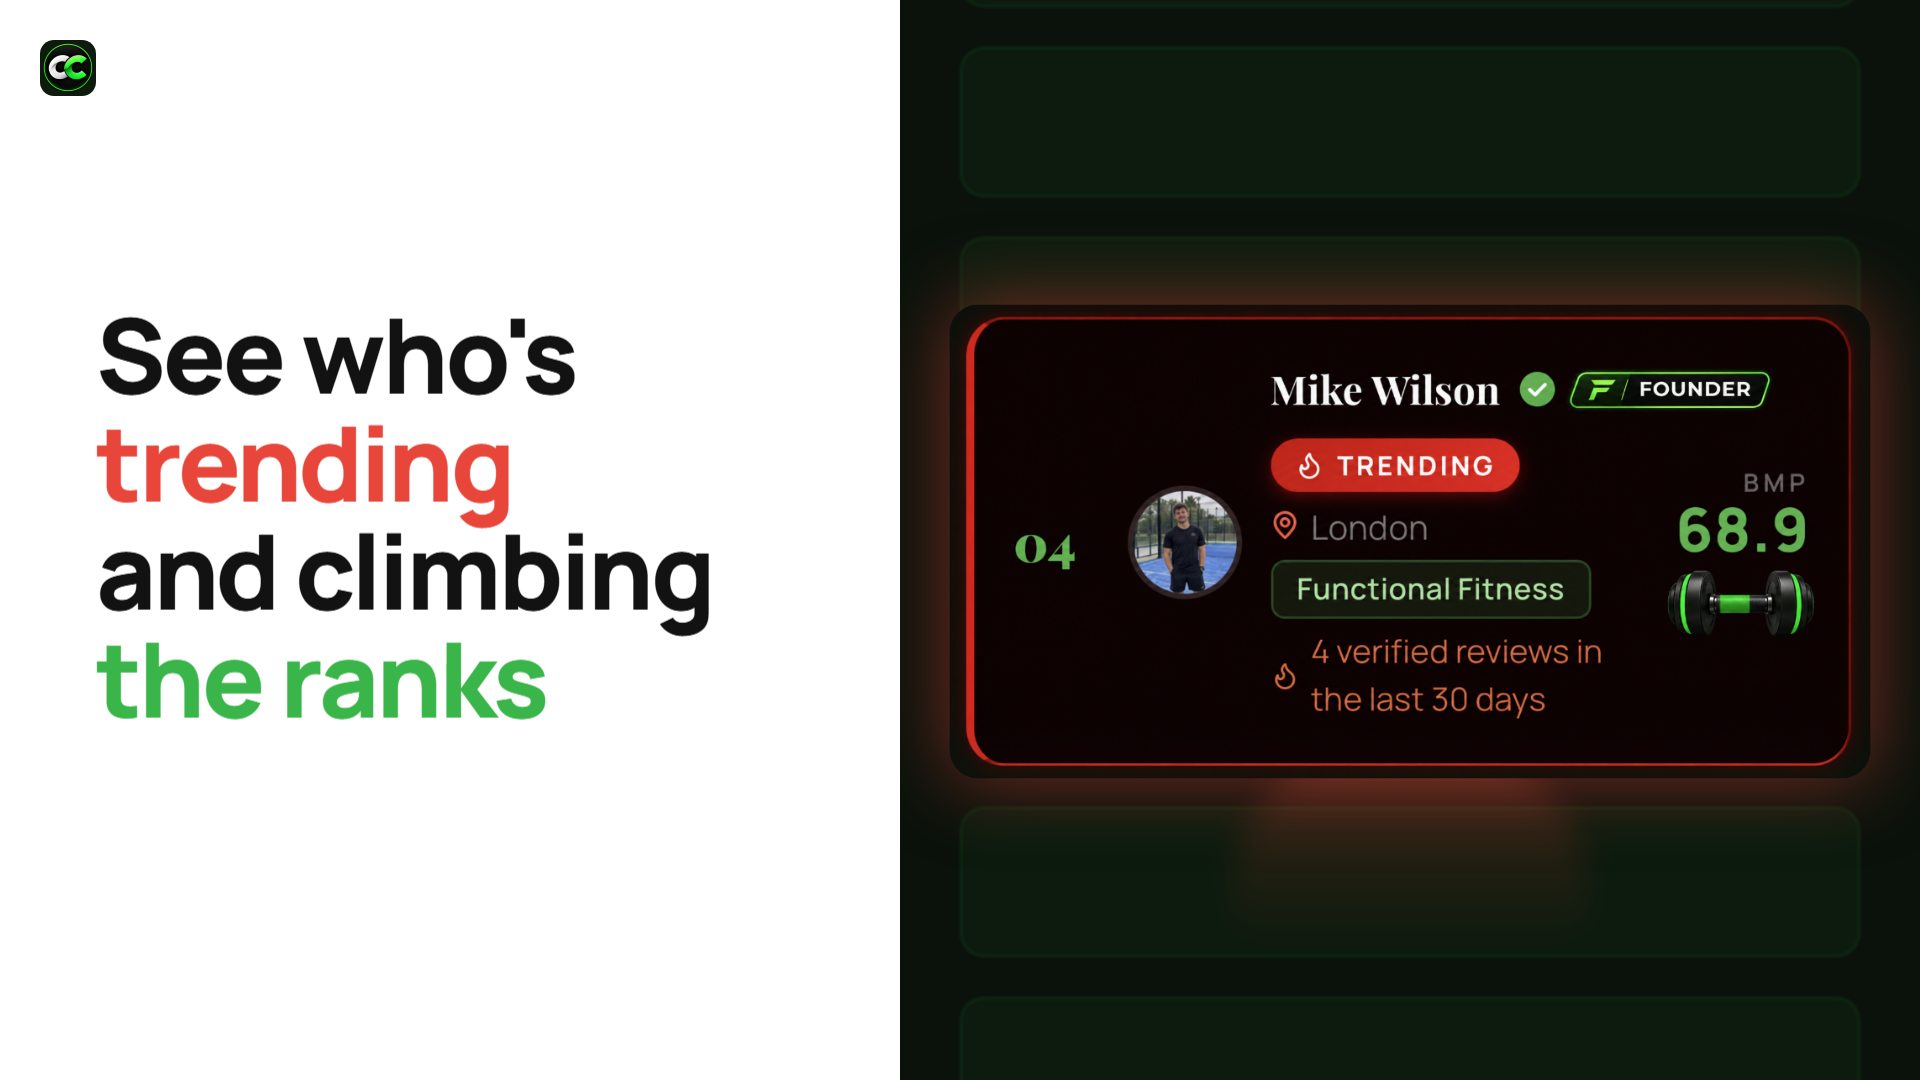 CC
See who's
trending
and climbing
the ranks
04
Mike Wilson
F / FOUNDER
TRENDING
London
Functional Fitness
4 verified reviews in
the last 30 days
BMP
68.9